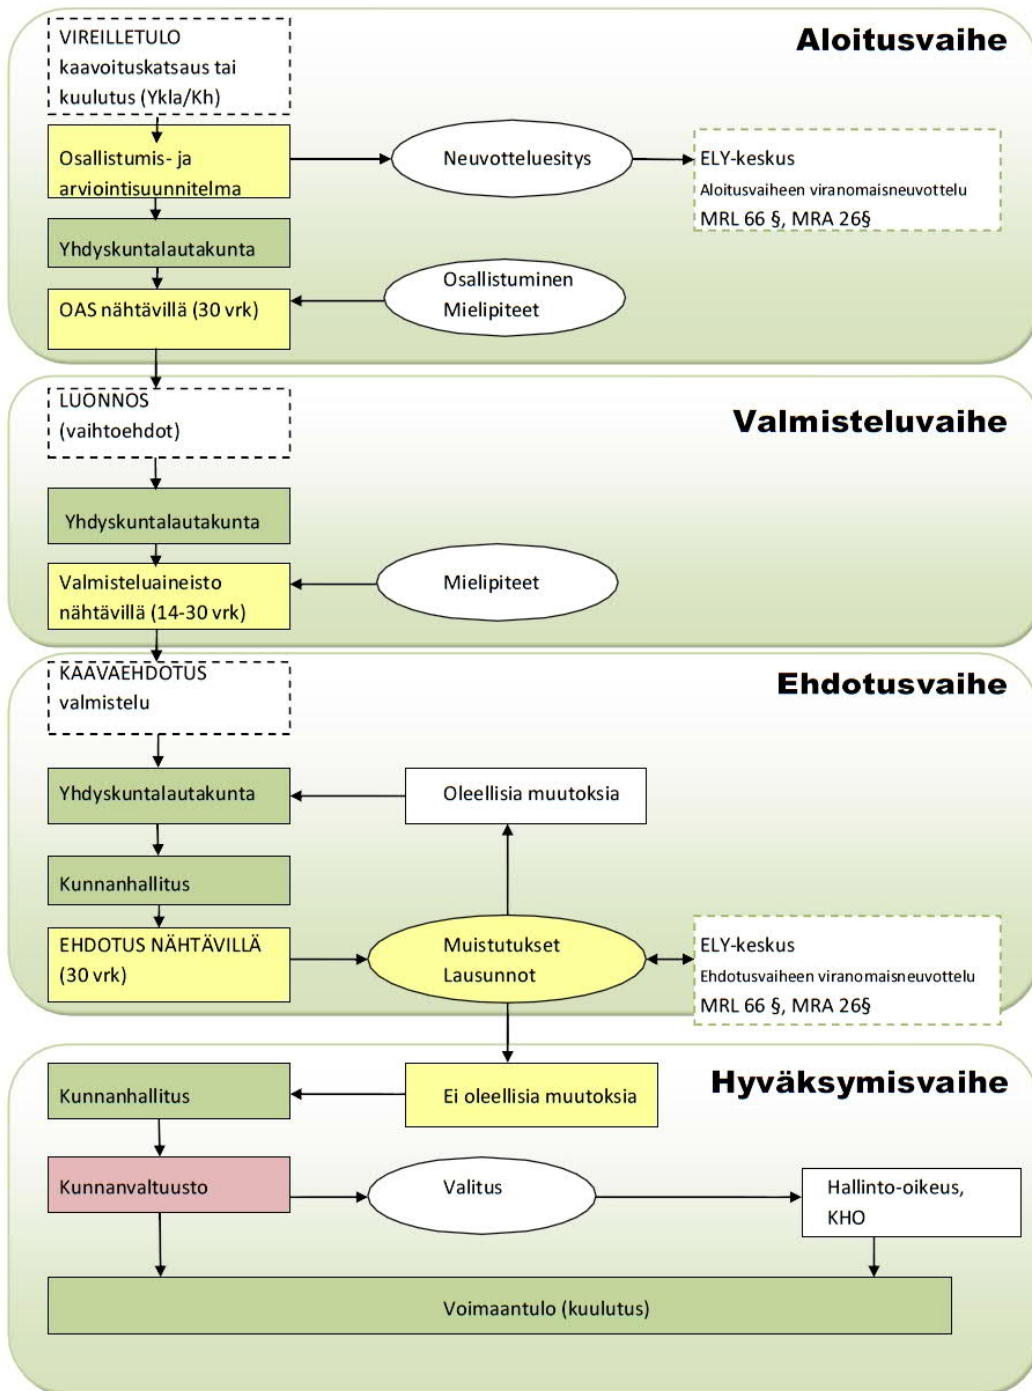 Aloitusvaihe
VIREILLETULO
kaavoituskatsaus tai
kuulutus (Ykla/Kh)
Osallistumis- ja
arviointisuunnitelma
Neuvotteluesitys
ELY-keskus
Aloitusvaiheen viranomaisneuvottelu
MRL 66 §, MRA 26§
Yhdyskuntalautakunta
OAS nähtävillä (30 vrk)
Osallistuminen
Mielipiteet
Valmisteluvaihe
LUONNOS
(vaihtoehdot)
Yhdyskuntalautakunta
Valmisteluaineisto
nähtävillä (14-30 vrk)
Mielipiteet
Ehdotusvaihe
KAAVAEHDOTUS
valmistelu
Yhdyskuntalautakunta
Oleellisia muutoksia
Kunnanhallitus
EHDOTUS NÄHTÄVILLÄ
(30 vrk)
Muistutukset
Lausunnot
ELY-keskus
Ehdotusvaiheen viranomaisneuvottelu
MRL 66 §, MRA 26§
Hyväksymisvaihe
Kunnanhallitus
Ei oleellisia muutoksia
Kunnanvaltuusto
Valitus
Hallinto-oikeus,
KHO
Voimaantulo (kuulutus)